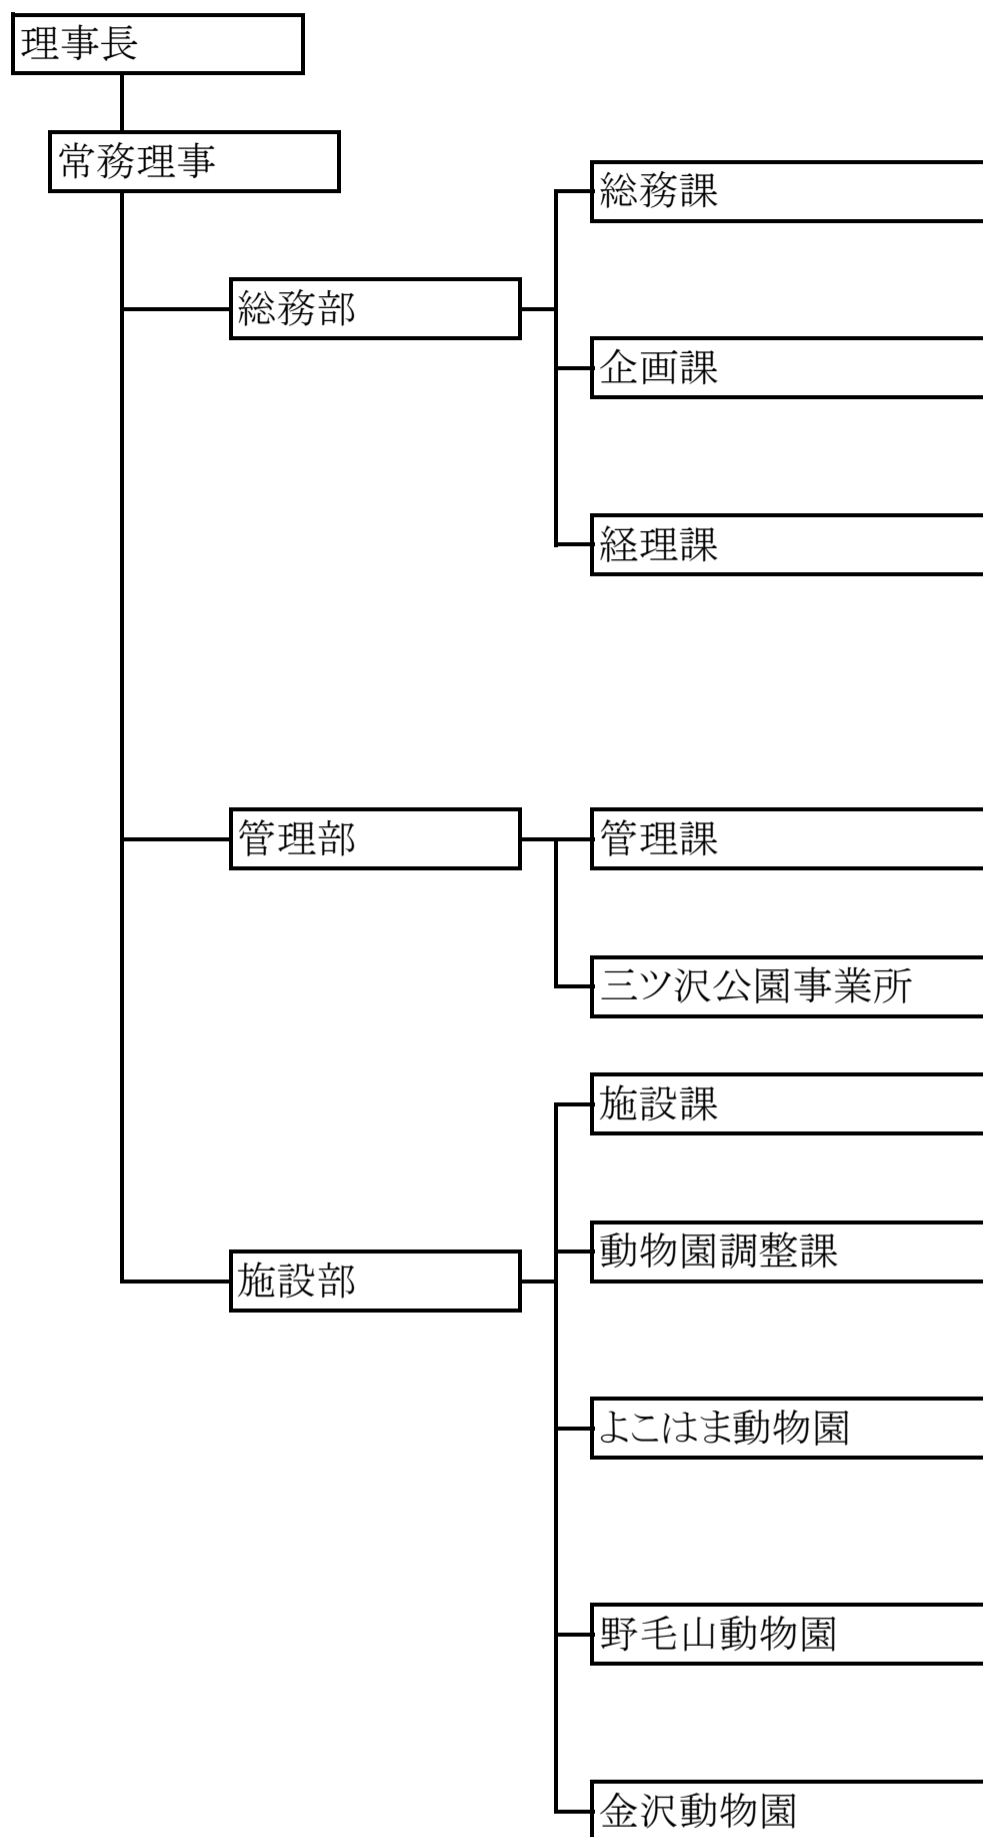 理事長
常務理事
総務課
総務部
企画課
経理課
管理部
管理課
三ツ沢公園事業所
施設課
動物園調整課
施設部
よこはま動物園
野毛山動物園
金沢動物園